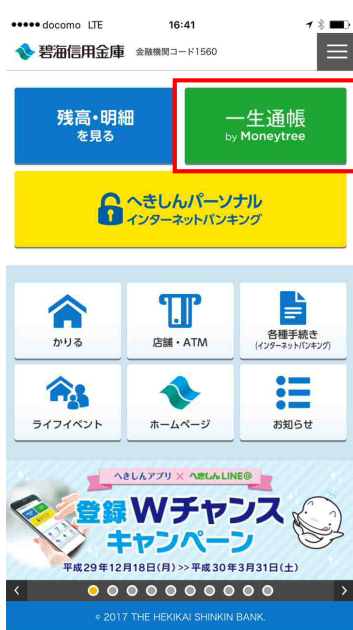 docomo LTE 16:41
碧海信用金庫 金融機関コード1560
残高・明細
を見る
一生通帳
by Moneytree
へきしんパーソナル
インターネットバンキング
かりる
店舗・ATM
各種手続き
(インターネットバンキング)
ライフイベント
ホームページ
お知らせ
へきしんアプリ × へきしんLINE@
登録Wチャンス
キャンペーン
平成29年12月18日(月)>>平成30年3月31日(土)
© 2017 THE HEKIKAI SHINKIN BANK.